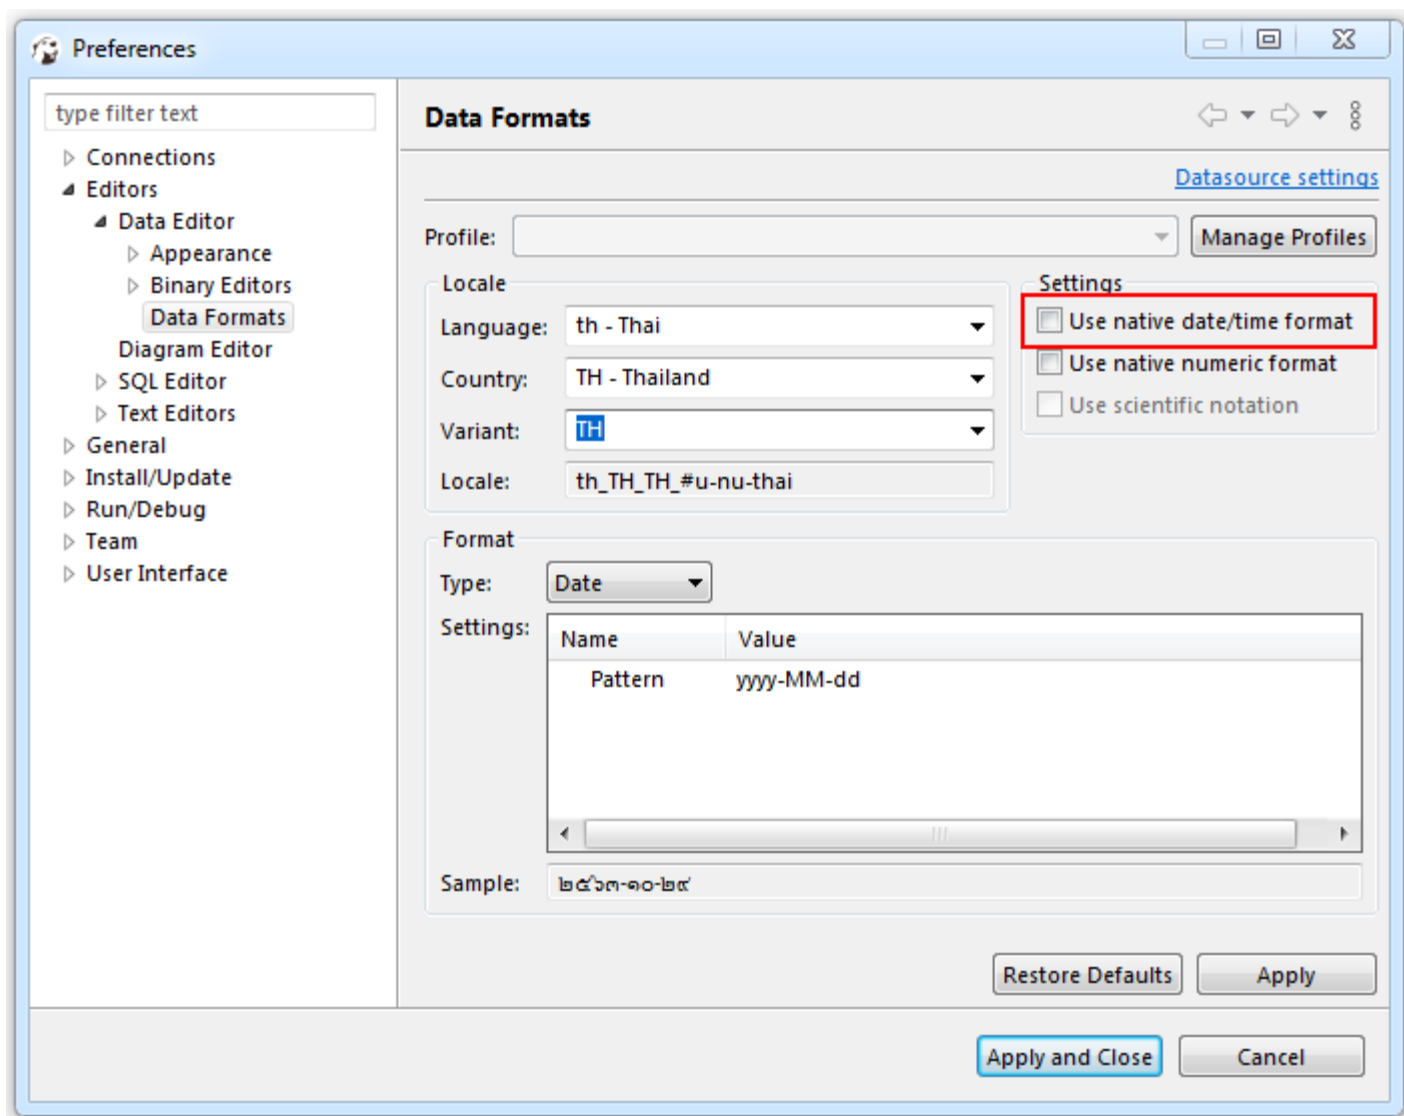 Preferences
type filter text
Connections
Editors
Data Editor
Appearance
Binary Editors
Data Formats
Diagram Editor
SQL Editor
Text Editors
General
Install/Update
Run/Debug
Team
User Interface
Data Formats
Datasource settings
Profile:
Manage Profiles
Locale
Language: th - Thai
Country: TH - Thailand
Variant: TH
Locale: th_TH_TH_#u-nu-thai
Settings
Use native date/time format
Use native numeric format
Use scientific notation
Format
Type: Date
Settings:
Name Value
Pattern yyyy-MM-dd
Sample: ๒๕๖๓-๑๐-๒๙
Restore Defaults Apply
Apply and Close Cancel